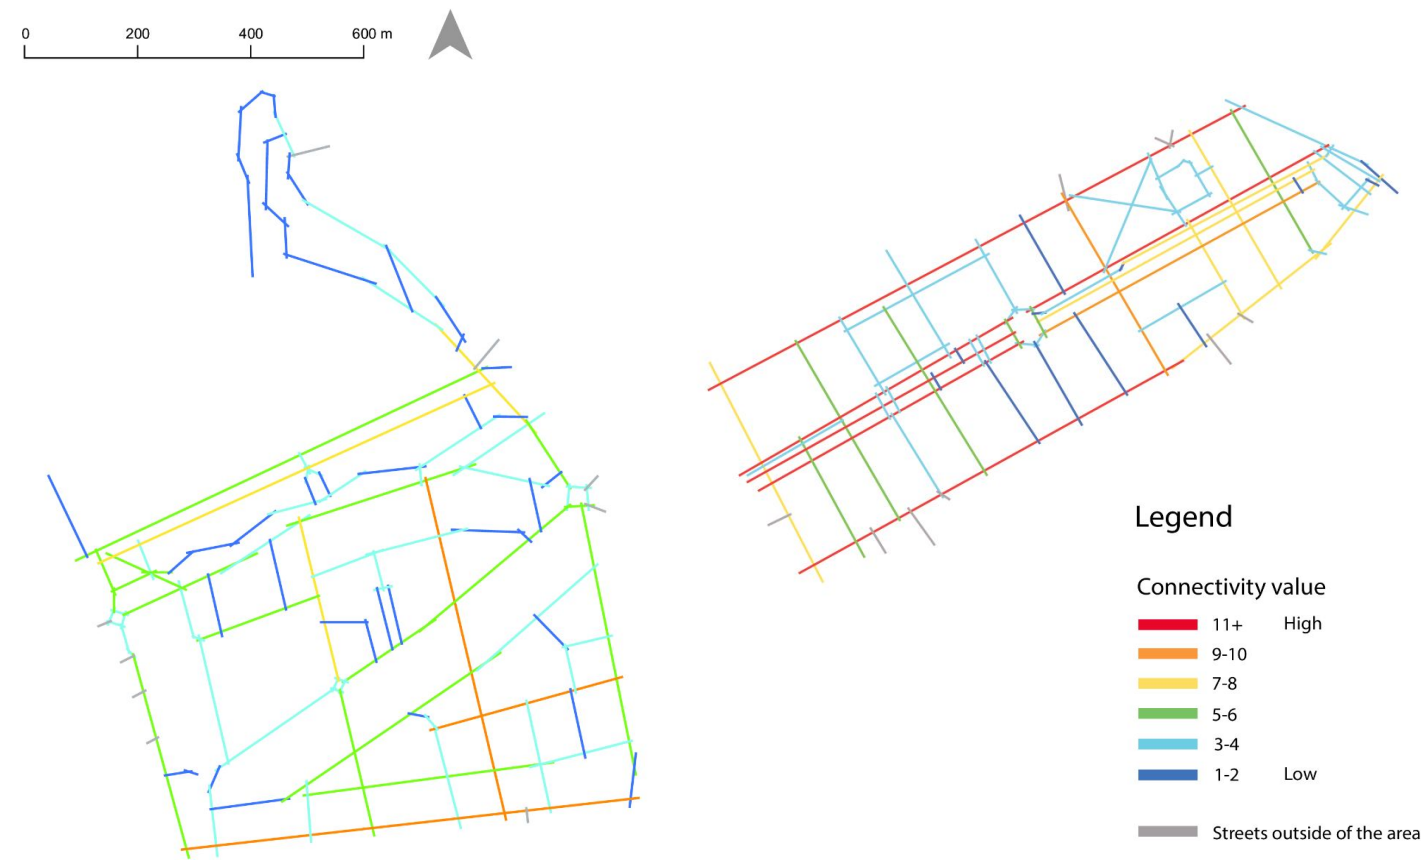 0 200 400 600 m
Legend
Connectivity value
11+ High
9-10
7-8
5-6
3-4
1-2 Low
Streets outside of the area